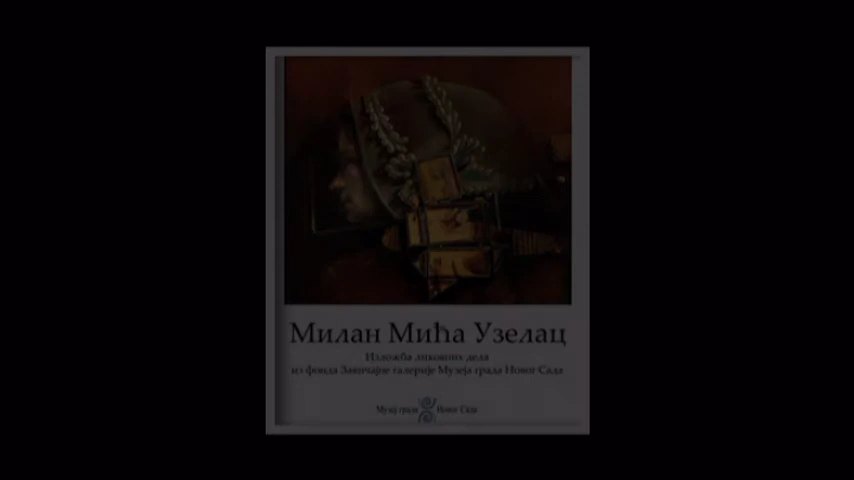 Милан Мића Узелац
Изложба ликовних дела
из фонда Завичајне галерије Музеја града Новог Сада
Музеј града Новог Сада